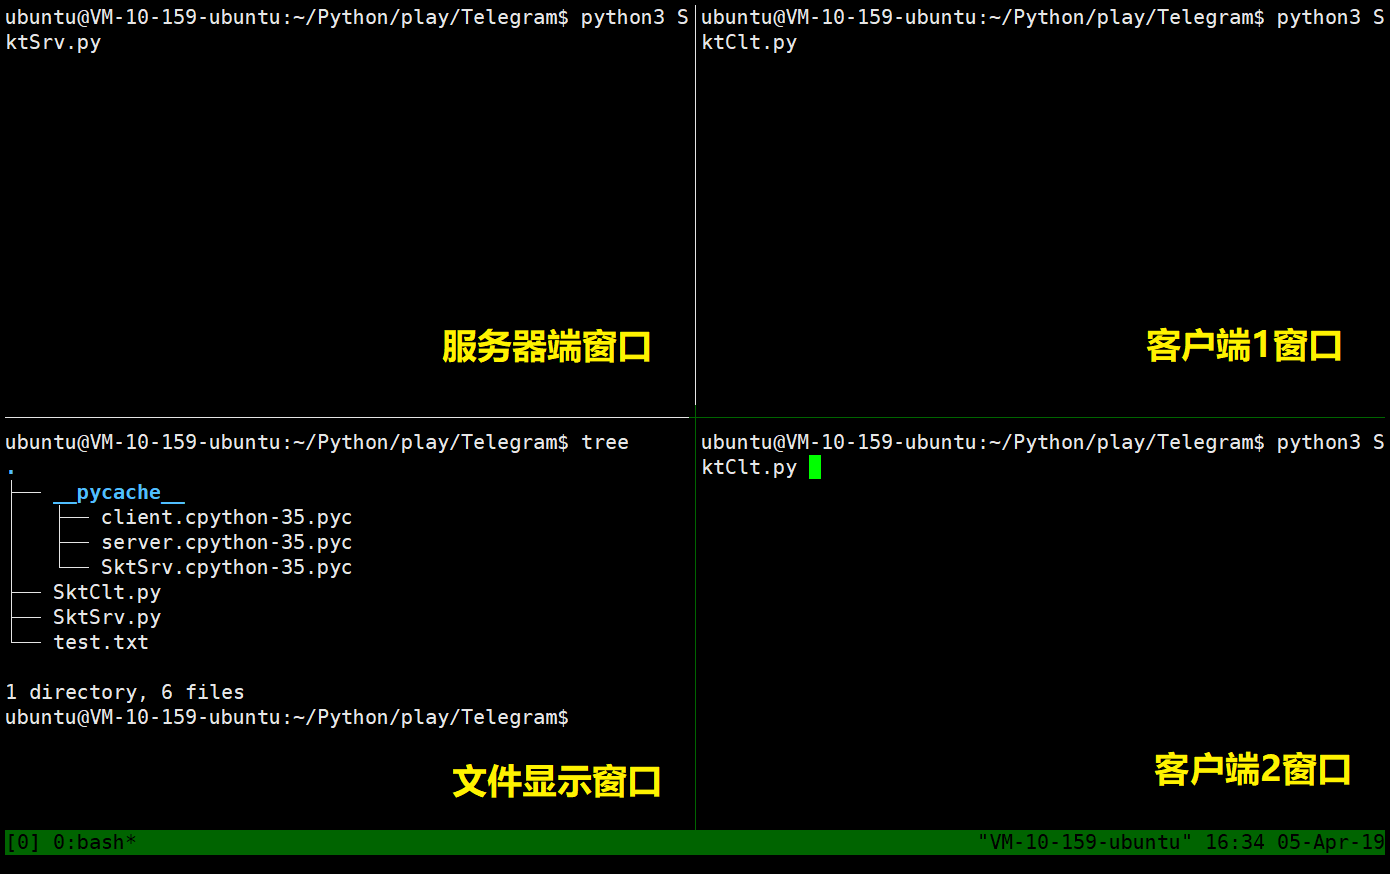 ubuntu@VM-10-159-ubuntu:~/Python/play/Telegram$ python3 S
ktSrv.py
服务器端窗口
ubuntu@VM-10-159-ubuntu:~/Python/play/Telegram$ python3 S
ktClt.py
客户端1窗口
ubuntu@VM-10-159-ubuntu:~/Python/play/Telegram$ tree
.
├── __pycache__
│   ├── client.cpython-35.pyc
│   ├── server.cpython-35.pyc
│   └── SktSrv.cpython-35.pyc
├── SktClt.py
├── SktSrv.py
└── test.txt
1 directory, 6 files
ubuntu@VM-10-159-ubuntu:~/Python/play/Telegram$
文件显示窗口
ubuntu@VM-10-159-ubuntu:~/Python/play/Telegram$ python3 S
ktClt.py
客户端2窗口
[0] 0:bash* "VM-10-159-ubuntu" 16:34 05-Apr-19